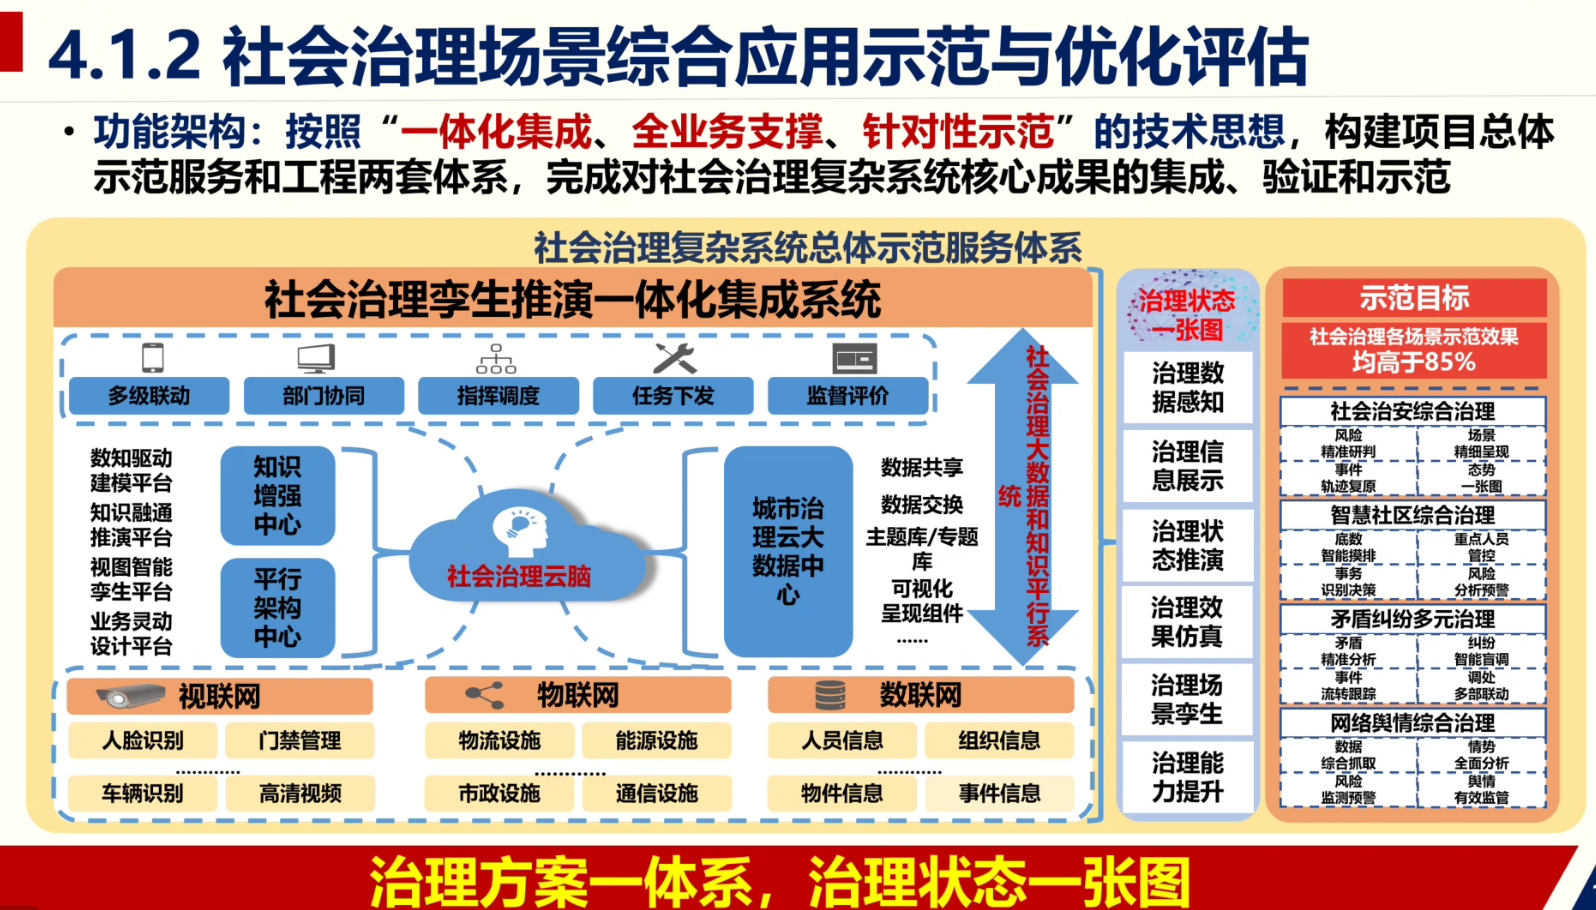 4.1.2 社会治理场景综合应用示范与优化评估
• 功能架构：按照“一体化集成、全业务支撑、针对性示范”的技术思想，构建项目总体
示范服务和工程两套体系，完成对社会治理复杂系统核心成果的集成、验证和示范
社会治理复杂系统总体示范服务体系
社会治理孪生推演一体化集成系统
多级联动
部门协同
指挥调度
任务下发
监督评价
数知驱动
建模平台
知识融通
推演平台
视图智能
孪生平台
业务灵动
设计平台
知识
增强
中心
平行
架构
中心
社会治理云脑
城市治
理云大
数据中
心
数据共享
数据交换
主题库/专题
库
可视化
呈现组件
......
社会治理大数据和知识平行系
统
视联网
人脸识别
门禁管理
............
车辆识别
高清视频
物联网
物流设施
能源设施
.............
市政设施
通信设施
数联网
人员信息
组织信息
............
物件信息
事件信息
治理状态
一张图
治理数
据感知
治理信
息展示
治理状
态推演
治理效
果仿真
治理场
景孪生
治理能
力提升
示范目标
社会治理各场景示范效果
均高于85%
社会治安综合治理
风险
精准研判
场景
精细呈现
事件
轨迹复原
态势
一张图
智慧社区综合治理
底数
智能摸排
重点人员
管控
事务
识别决策
风险
分析预警
矛盾纠纷多元治理
矛盾
精准分析
纠纷
智能盲调
事件
流转跟踪
调处
多部联动
网络舆情综合治理
数据
综合抓取
情势
全面分析
风险
监测预警
舆情
有效监管
治理方案一体系，治理状态一张图